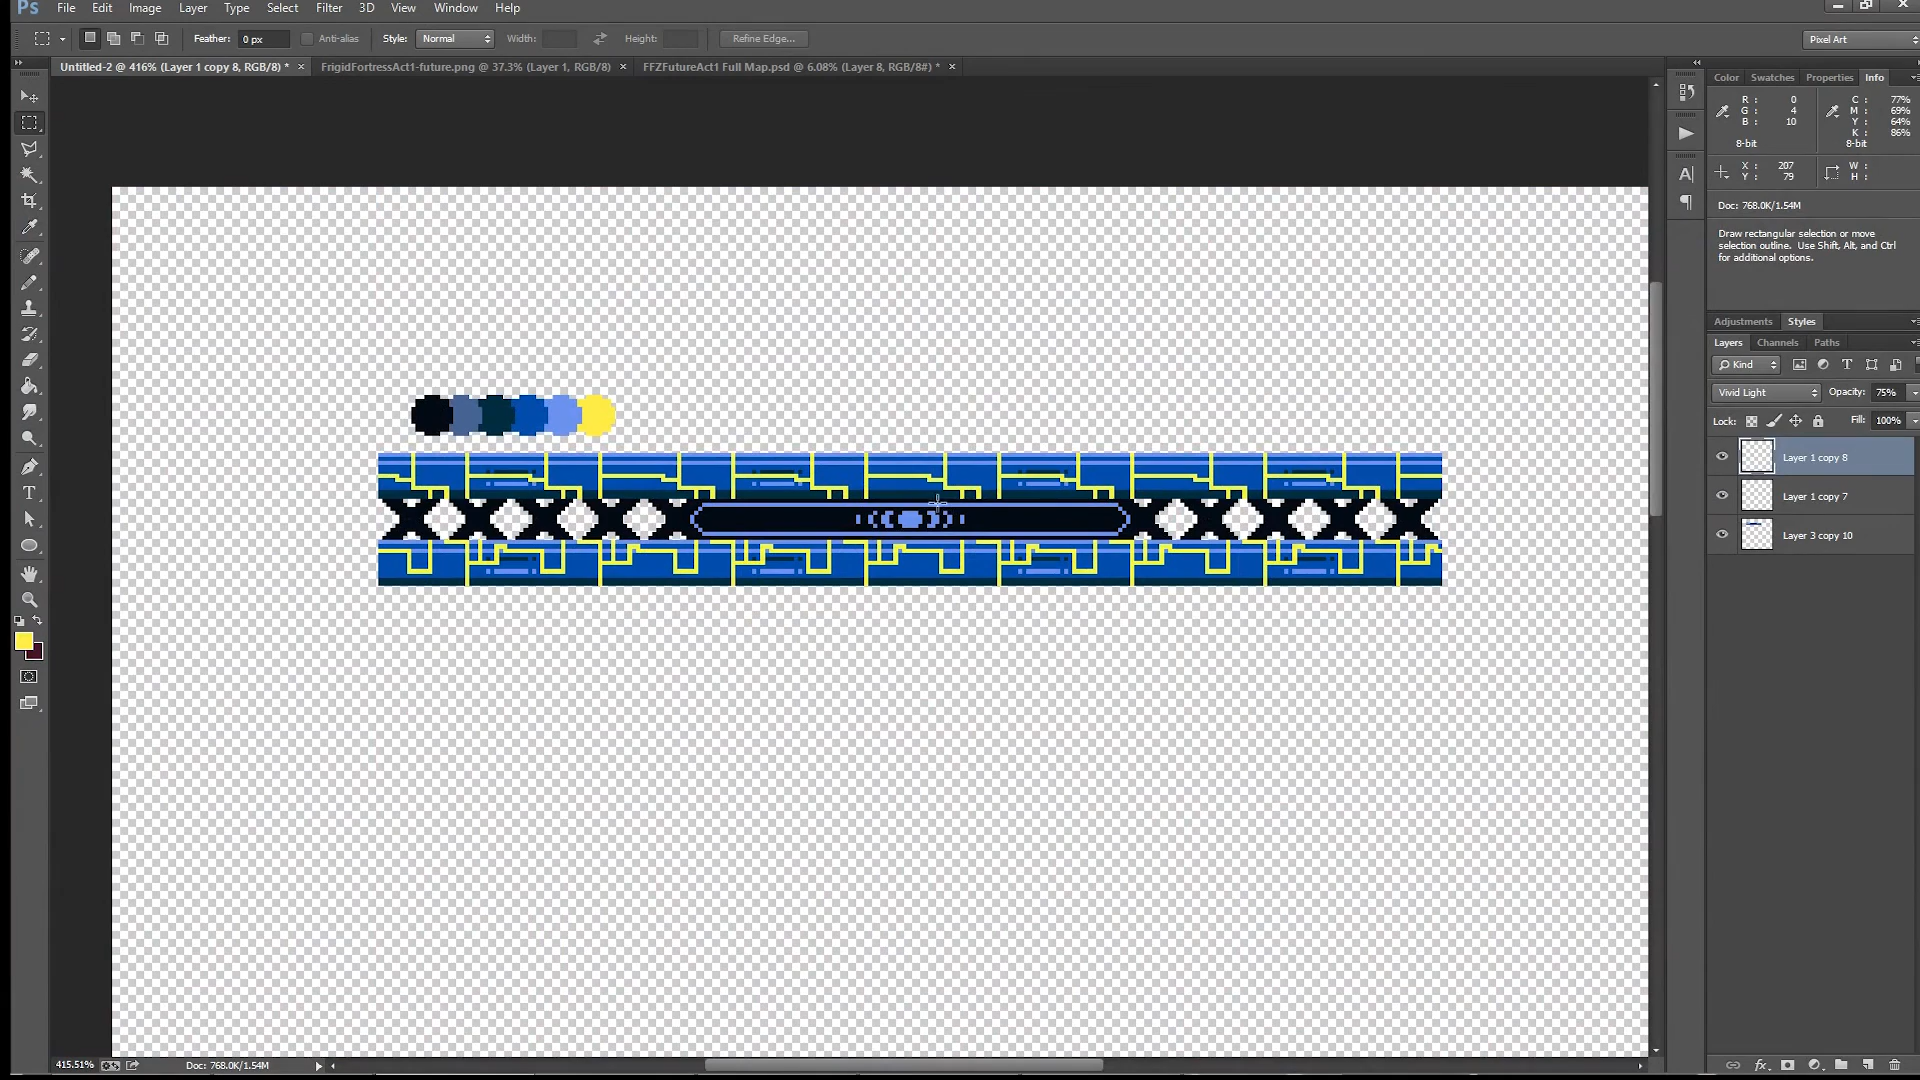 Ps File Edit Image Layer Type Select Filter 3D View Window Help
Feather: 0 px Anti-alias Style: Normal Width: Height: Refine Edge... Pixel Art
Untitled-2 @ 416% (Layer 1 copy 8, RGB/8) * × FrigidFortressAct1-future.png @ 37.3% (Layer 1, RGB/8) × FFZFutureAct1 Full Map.psd @ 6.08% (Layer 8, RGB/8#) * ×
Color Swatches Properties Info
R : 0 C : 77%
G : 4 M : 69%
B : 10 Y : 64%
K : 86%
8-bit 8-bit
X : 207 W :
Y : 79 H :
Doc: 768.0K/1.54M
Draw rectangular selection or move
selection outline. Use Shift, Alt, and Ctrl
for additional options.
Adjustments Styles
Layers Channels Paths
Kind
Vivid Light Opacity: 75%
Lock: Fill: 100%
Layer 1 copy 8
Layer 1 copy 7
Layer 3 copy 10
415.51% Doc: 768.0K/1.54M